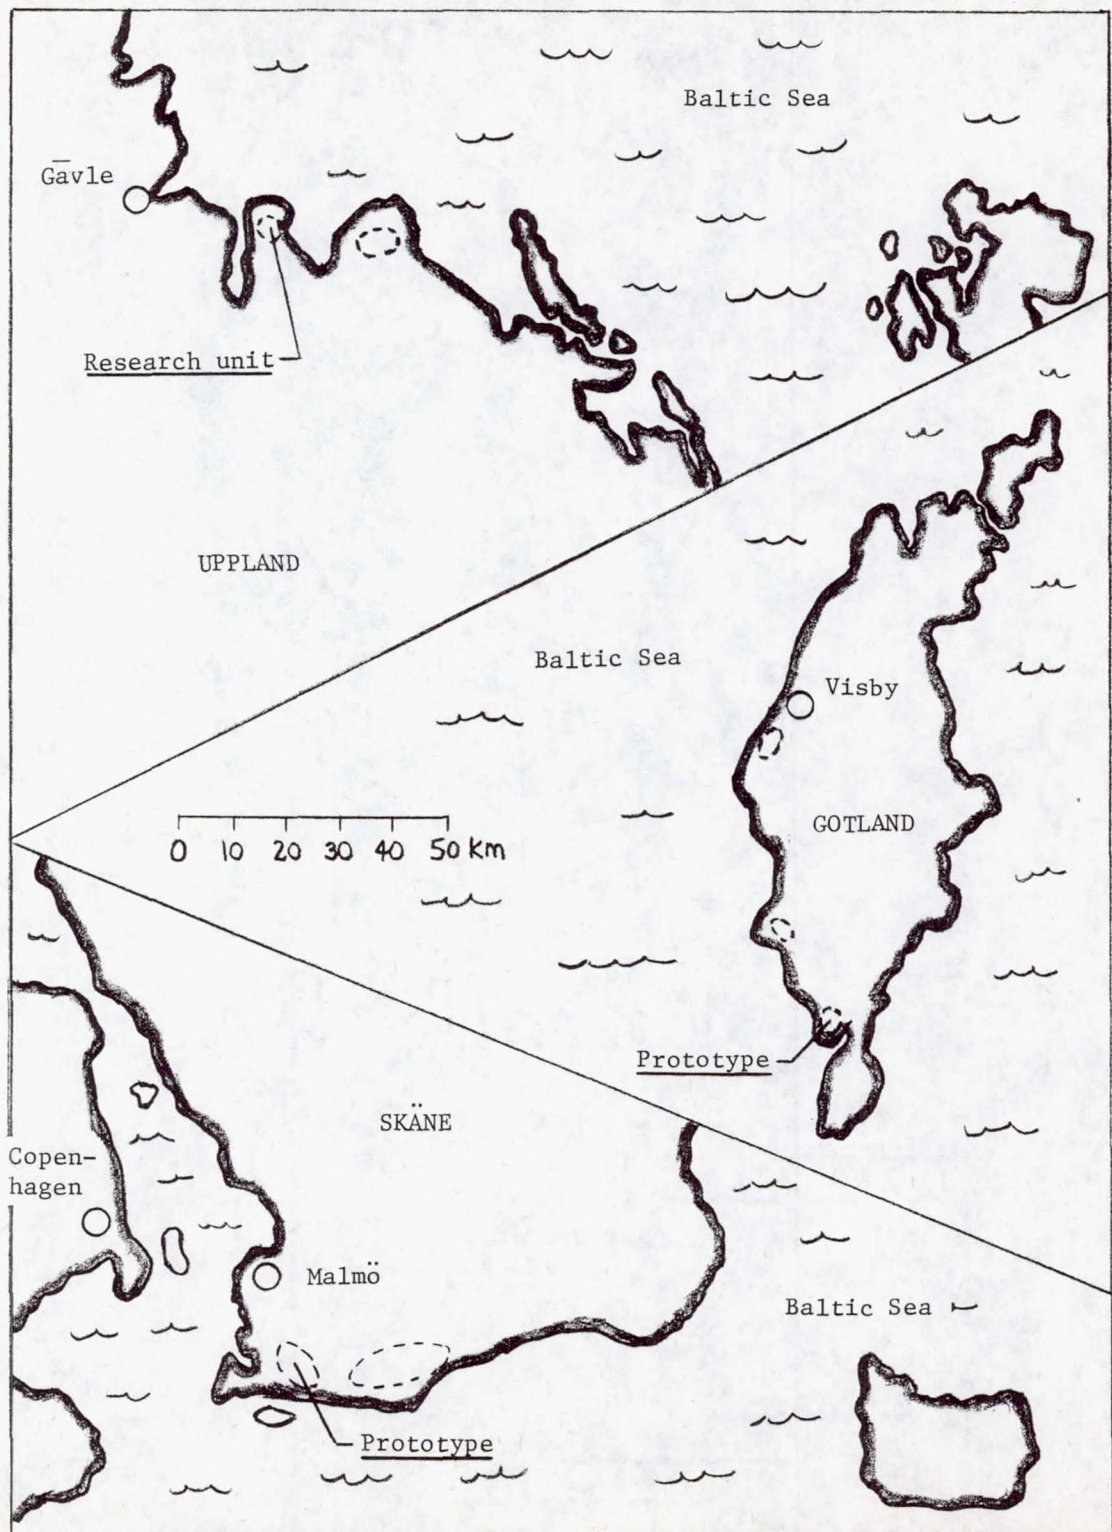 Baltic Sea
Gāvle
Research unit
UPPLAND
Baltic Sea
Visby
GOTLAND
0 10 20 30 40 50 Km
Prototype
SKÄNE
Copen-
hagen
Malmö
Baltic Sea
Prototype